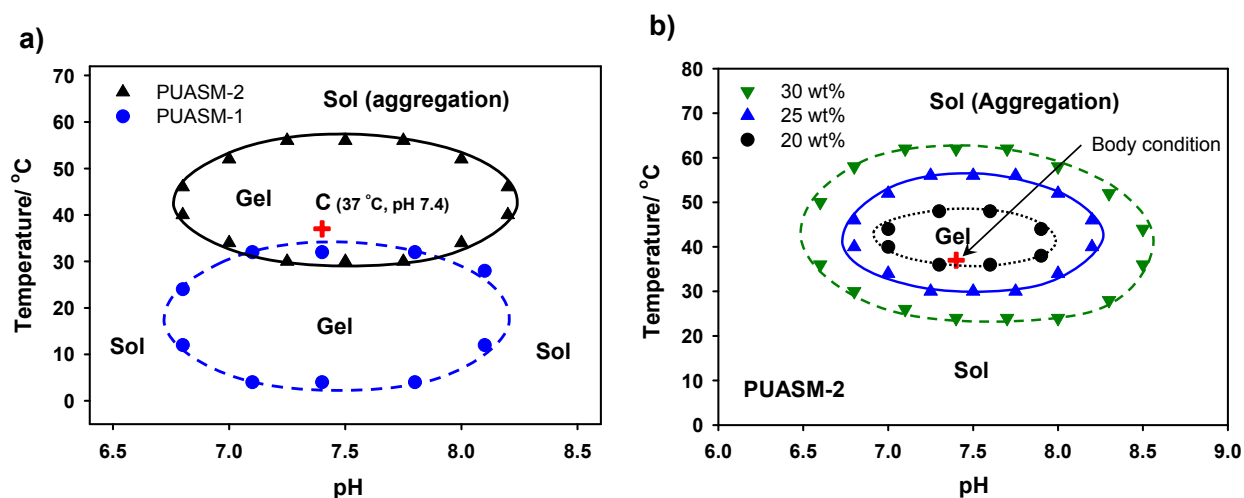 a)
70
60
50
40
30
20
10
0
Temperature/ °C
PUASM-2
PUASM-1
Sol (aggregation)
Gel
C (37 °C, pH 7.4)
Gel
Sol
Sol
6.5
7.0
7.5
8.0
8.5
pH
b)
80
70
60
50
40
30
20
10
0
Temperature/ °C
30 wt%
25 wt%
20 wt%
Sol (Aggregation)
Body condition
Gel
Sol
PUASM-2
6.0
6.5
7.0
7.5
8.0
8.5
9.0
pH